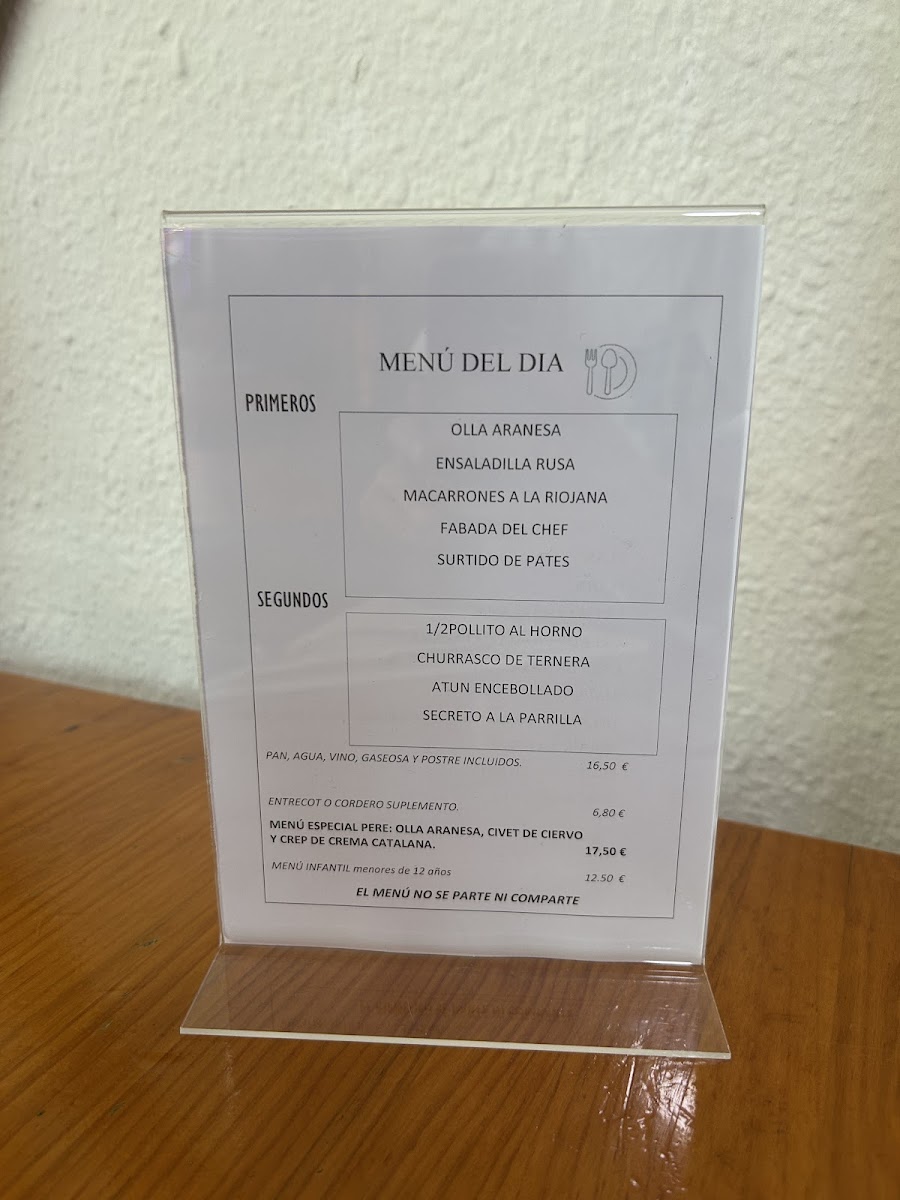 MENÚ DEL DIA
PRIMEROS
OLLA ARANESA
ENSALADILLA RUSA
MACARRONES A LA RIOJANA
FABADA DEL CHEF
SURTIDO DE PATES
SEGUNDOS
1/2POLLITO AL HORNO
CHURRASCO DE TERNERA
ATUN ENCEBOLLADO
SECRETO A LA PARRILLA
PAN, AGUA, VINO, GASEOSA Y POSTRE INCLUIDOS. 16,50 €
ENTRECOT O CORDERO SUPLEMENTO. 6,80 €
MENÚ ESPECIAL PERE: OLLA ARANESA, CIVET DE CIERVO
Y CREP DE CREMA CATALANA. 17,50 €
MENÚ INFANTIL menores de 12 años 12.50 €
EL MENÚ NO SE PARTE NI COMPARTE